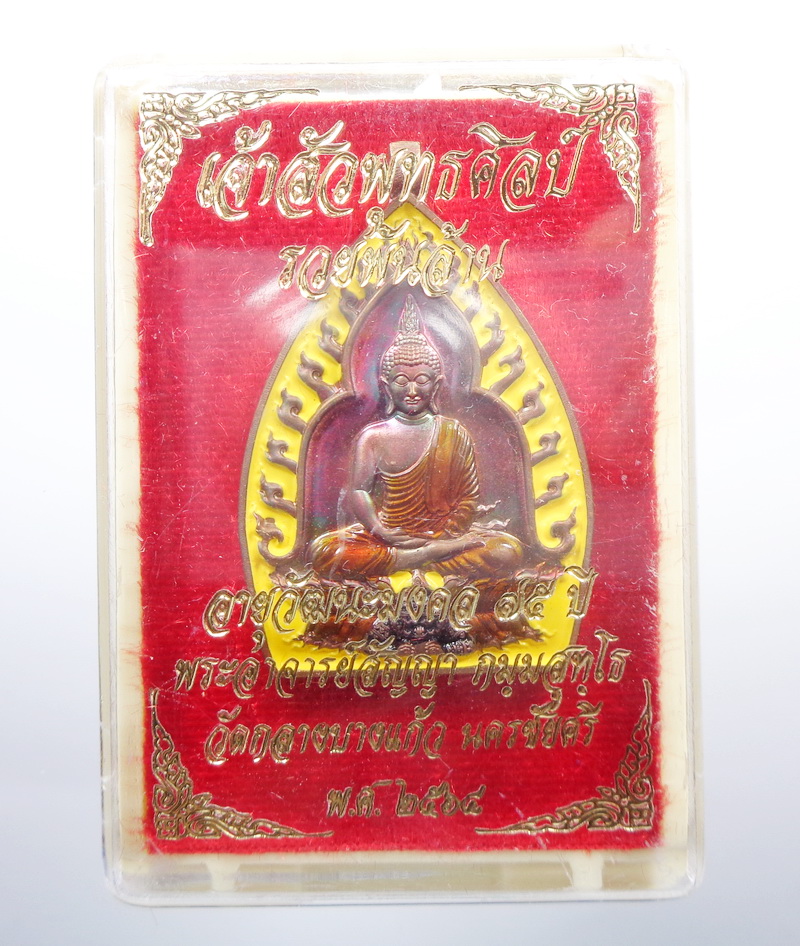 เจ้าสัวพุทธศิลป์
รวยพันล้าน
อายุวัฒนะมงคล ๗๕ ปี
พระอาจารย์สัญญา กมฺมสุทฺโธ
วัดกลางบางแก้ว นครชัยศรี
พ.ศ. ๒๕๖๔